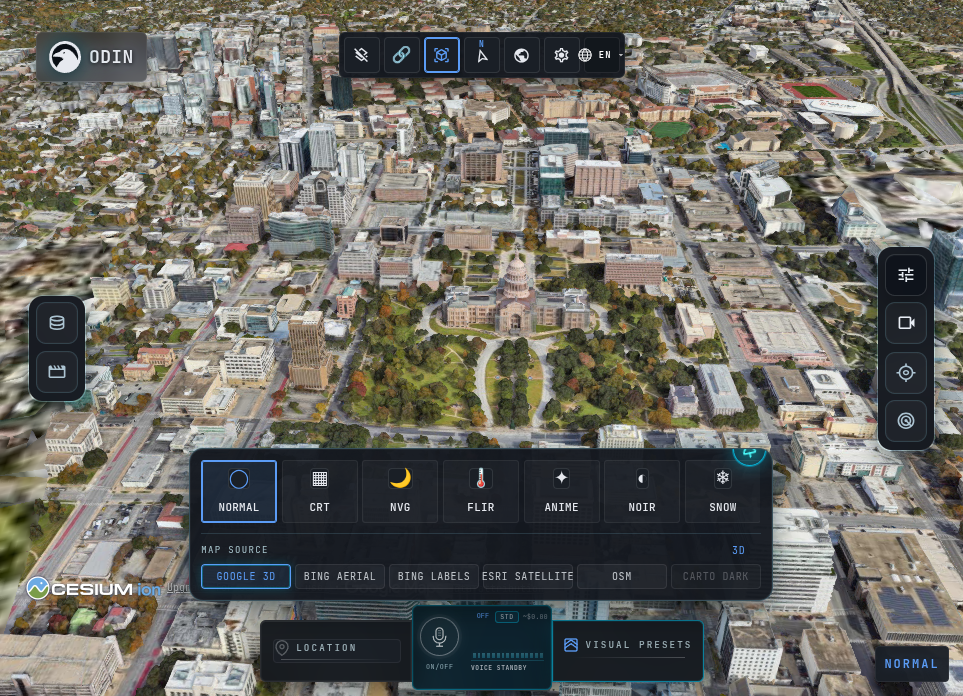 ODIN
N
EN
NORMAL
CRT
NVG
FLIR
ANIME
NOIR
SNOW
MAP SOURCE
3D
GOOGLE 3D
BING AERIAL
BING LABELS
ESRI SATELLITE
OSM
CARTO DARK
CESIUM ion
LOCATION
OFF
STD
ON/OFF
VOICE STANDBY
VISUAL PRESETS
NORMAL